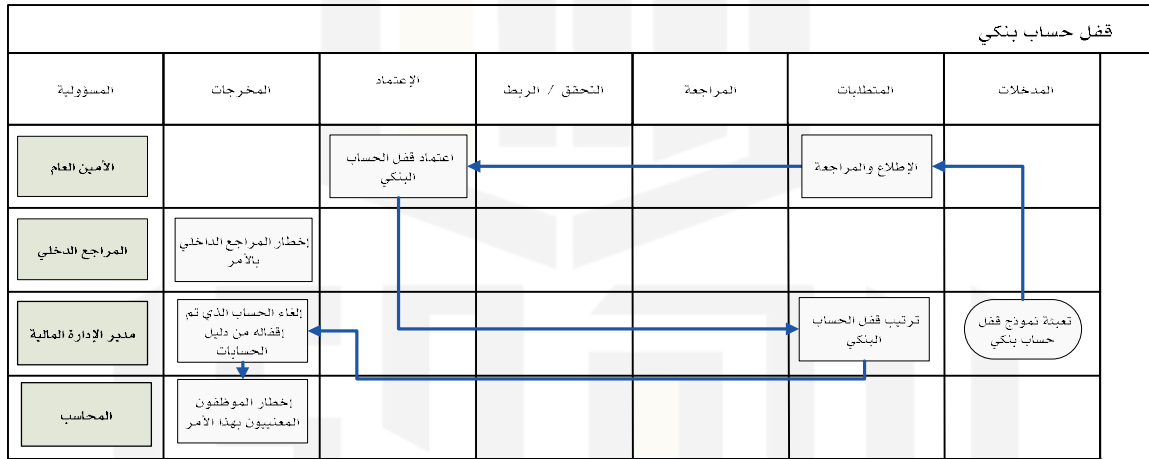 قفل حساب بنكي
المدخلات
المتطلبات
المراجعة
التحقق / الربط
الإعتماد
المخرجات
المسؤولية
الإطلاع والمراجعة
اعتماد قفل الحساب
البنكي
الأمين العام
إخطار المراجع الداخلي
بالأمر
المراجع الدخلي
تعبئة نموذج قفل
حساب بنكي
ترتيب قفل الحساب
البنكي
إلغاء الحساب الذي تم
إقفاله من دليل
الحسابات
مدير الإدارة المالية
إخطار الموظفون
المعنييون بهذا الأمر
المحاسب